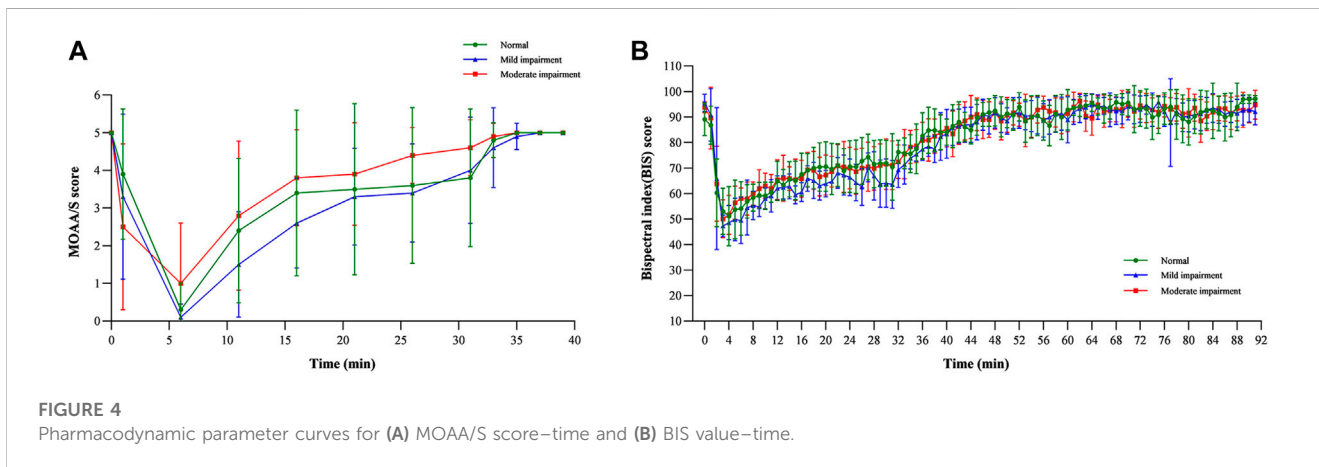 A
Normal
Mild impairment
Moderate impairment
MOAA/S score
6
5
4
3
2
1
0
0 5 10 15 20 25 30 35 40
Time (min)
B
Bispectral index(BIS) score
110
100
90
80
70
60
50
40
30
20
10
Normal
Mild impairment
Moderate impairment
0 4 8 12 16 20 24 28 32 36 40 44 48 52 56 60 64 68 72 76 80 84 88 92
Time (min)
FIGURE 4
Pharmacodynamic parameter curves for (A) MOAA/S score–time and (B) BIS value–time.